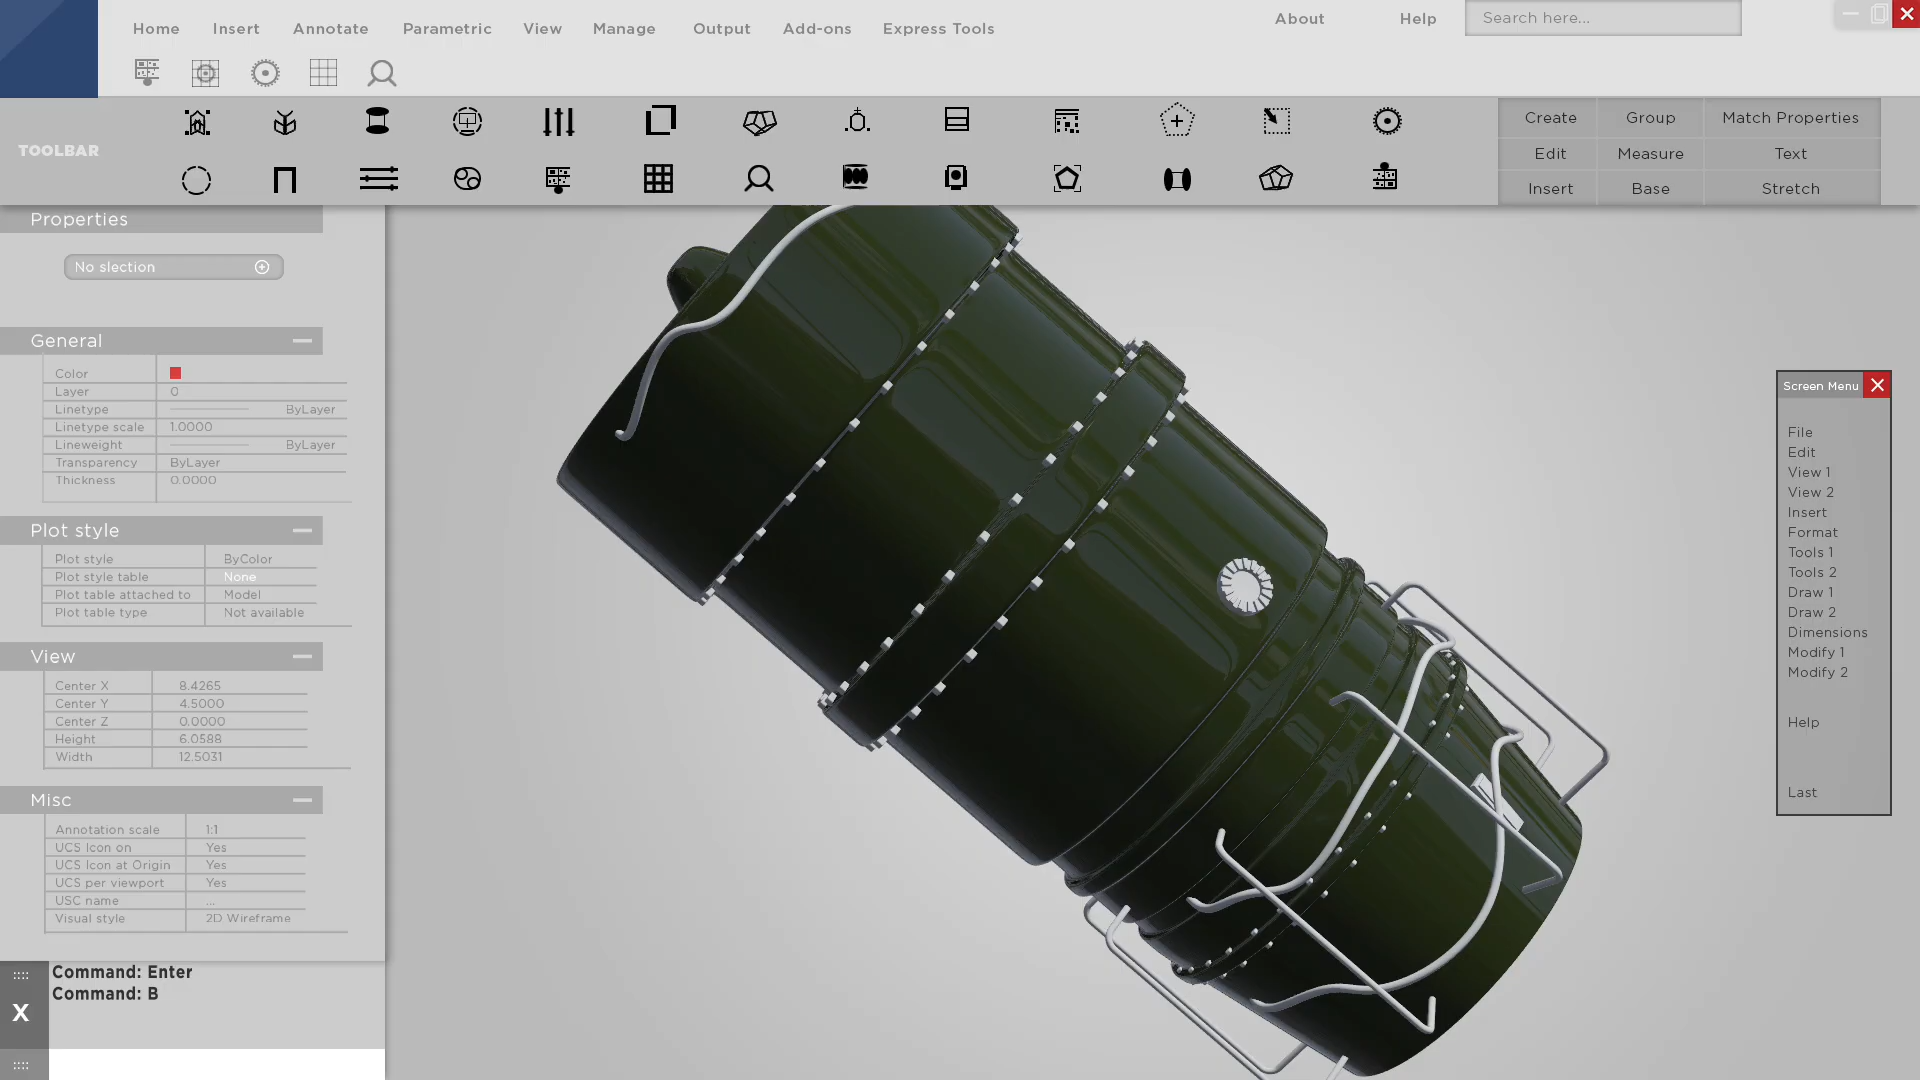 Home Insert Annotate Parametric View Manage Output Add-ons Express Tools
About Help Search here...
TOOLBAR
Create Group Match Properties
Edit Measure Text
Insert Base Stretch
Properties
No slection
General
Color
Layer 0
Linetype ByLayer
Linetype scale 1.0000
Lineweight ByLayer
Transparency ByLayer
Thickness 0.0000
Plot style
Plot style ByColor
Plot style table None
Plot table attached to Model
Plot table type Not available
View
Center X 8.4265
Center Y 4.5000
Center Z 0.0000
Height 6.0588
Width 12.5031
Misc
Annotation scale 1:1
UCS Icon on Yes
UCS Icon at Origin Yes
UCS per viewport Yes
USC name ...
Visual style 2D Wireframe
Command: Enter
Command: B
X
Screen Menu
File
Edit
View 1
View 2
Insert
Format
Tools 1
Tools 2
Draw 1
Draw 2
Dimensions
Modify 1
Modify 2
Help
Last